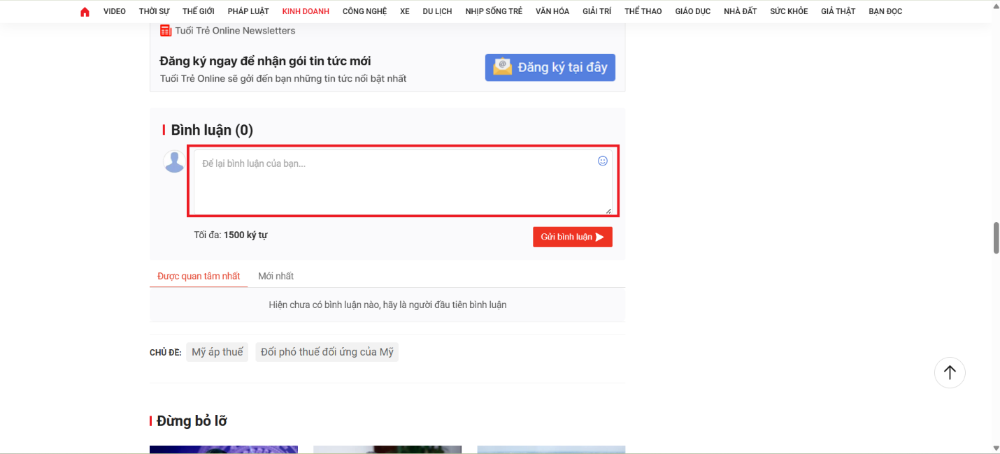 VIDEO THỜI SỰ THẾ GIỚI PHÁP LUẬT KINH DOANH CÔNG NGHỆ XE DU LỊCH NHỊP SỐNG TRẺ VĂN HÓA GIẢI TRÍ THỂ THAO GIÁO DỤC NHÀ ĐẤT SỨC KHỎE GIẢ THẬT BẠN ĐỌC
Tuổi Trẻ Online Newsletters
Đăng ký ngay để nhận gói tin tức mới
Đăng ký tại đây
Tuổi Trẻ Online sẽ gởi đến bạn những tin tức nổi bật nhất
Bình luận (0)
Để lại bình luận của bạn...
Tối đa: 1500 ký tự
Gửi bình luận
Được quan tâm nhất Mới nhất
Hiện chưa có bình luận nào, hãy là người đầu tiên bình luận
CHỦ ĐỀ: Mỹ áp thuế Đối phó thuế đối ứng của Mỹ
Đừng bỏ lỡ